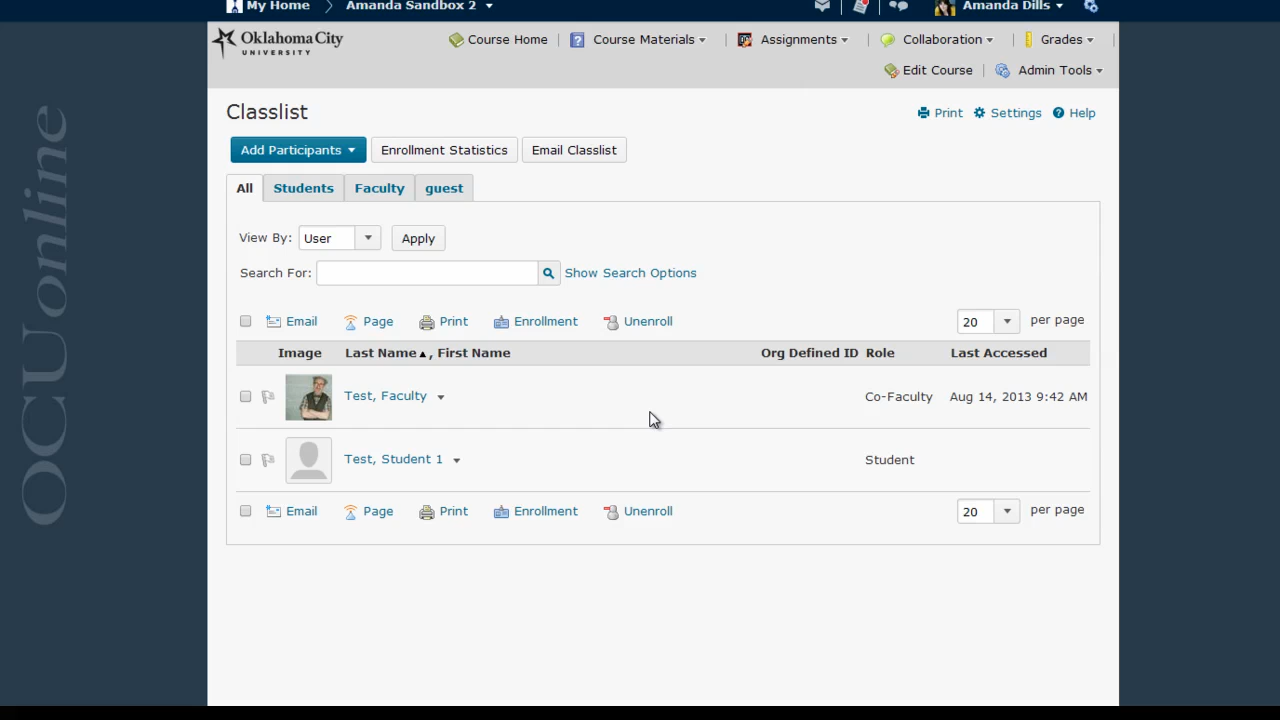 My Home Amanda Sandbox 2 Amanda Dills
Oklahoma City
UNIVERSITY
Course Home Course Materials Assignments Collaboration Grades
Edit Course Admin Tools
Classlist
Print Settings Help
Add Participants Enrollment Statistics Email Classlist
All Students Faculty guest
View By: User Apply
Search For: Show Search Options
Email Page Print Enrollment Unenroll 20 per page
Image Last Name ▲, First Name Org Defined ID Role Last Accessed
Test, Faculty Co-Faculty Aug 14, 2013 9:42 AM
Test, Student 1 Student
Email Page Print Enrollment Unenroll 20 per page
OCUonline